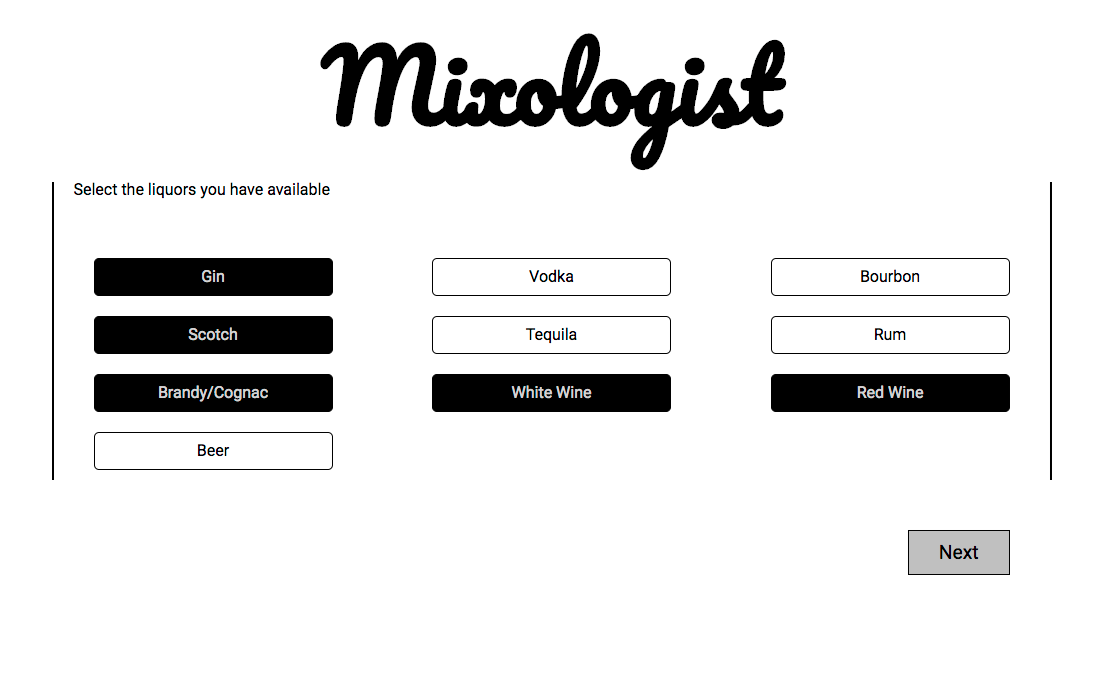 Mixologist
Select the liquors you have available
Gin
Vodka
Bourbon
Scotch
Tequila
Rum
Brandy/Cognac
White Wine
Red Wine
Beer
Next